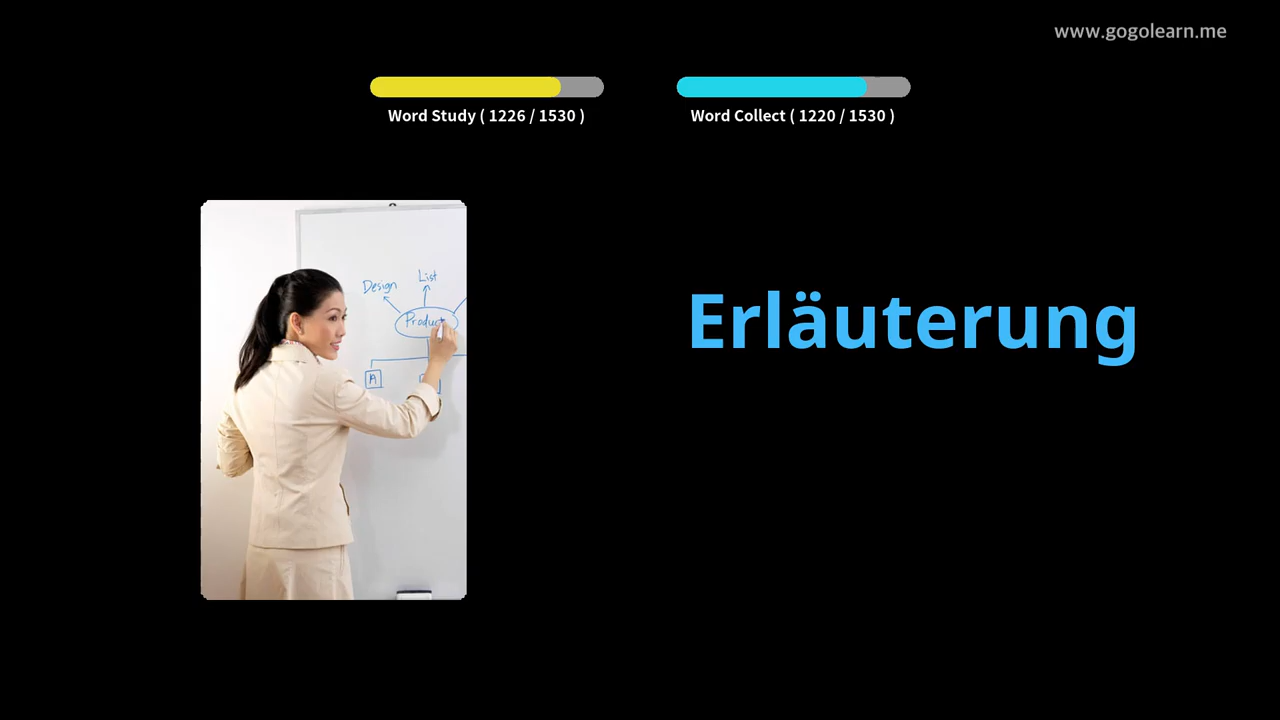 www.gogolearn.me
Word Study ( 1226 / 1530 )
Word Collect ( 1220 / 1530 )
Erläuterung
List
Design
Product
A